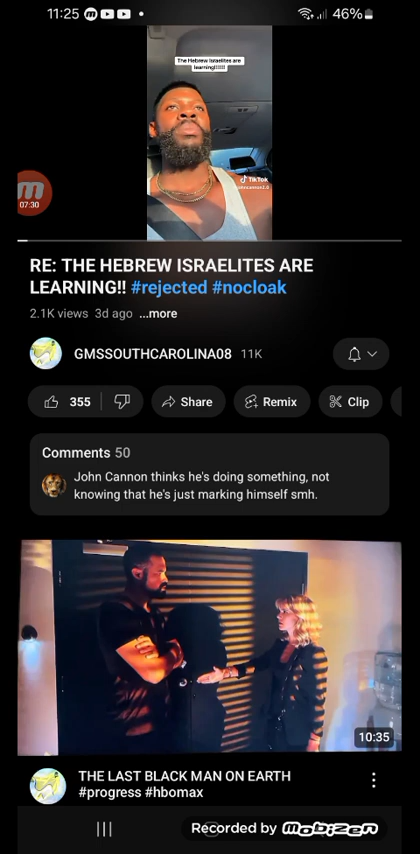 11:25
46%
The Hebrew Israelites are
learning!!!!!!
TikTok
07:30
RE: THE HEBREW ISRAELITES ARE
LEARNING!! #rejected #nocloak
2.1K views 3d ago ...more
GMSSOUTHCAROLINA08 11K
355
Share
Remix
Clip
Comments 50
John Cannon thinks he's doing something, not
knowing that he's just marking himself smh.
10:35
THE LAST BLACK MAN ON EARTH
#progress #hbomax
Recorded by mobizen